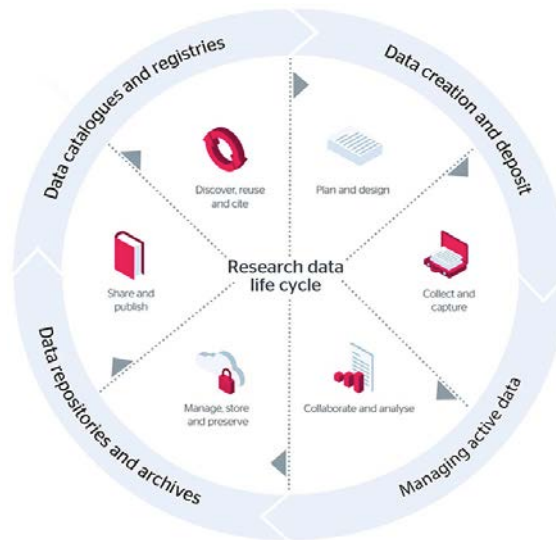 Data catalogues and registries
Data creation and deposit
Discover, reuse
and cite
Plan and design
Research data
life cycle
Share and
publish
Collect and
capture
Manage, store
and preserve
Collaborate and analyse
Data repositories and archives
Managing active data